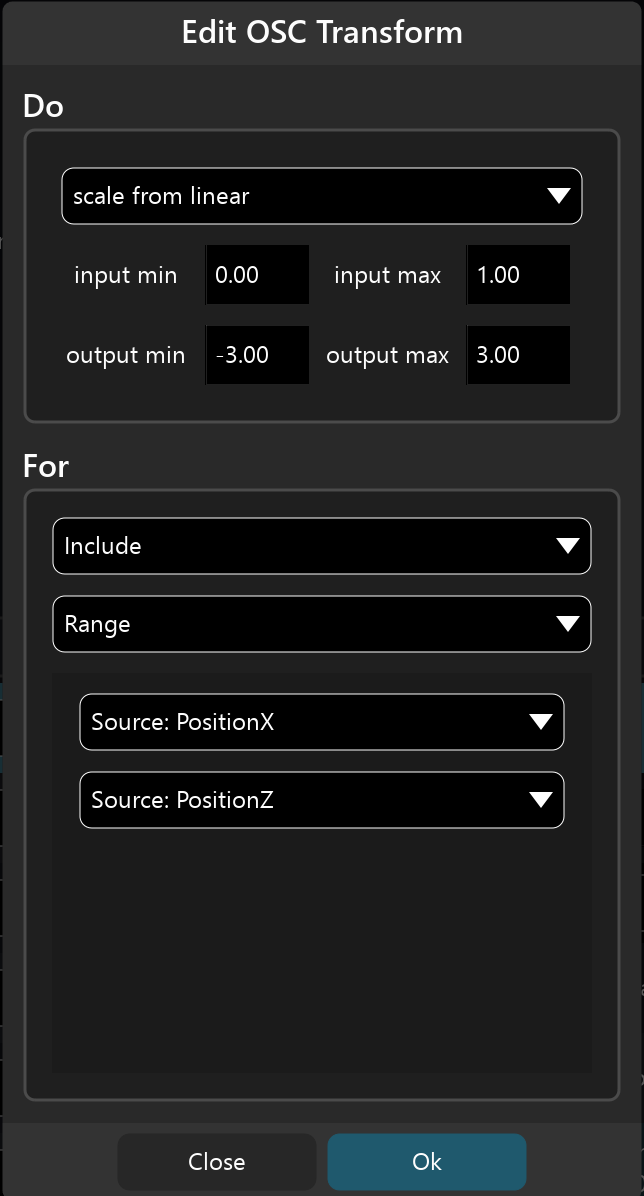 Edit OSC Transform
Do
scale from linear
input min 0.00 input max 1.00
output min -3.00 output max 3.00
For
Include
Range
Source: PositionX
Source: PositionZ
Close Ok